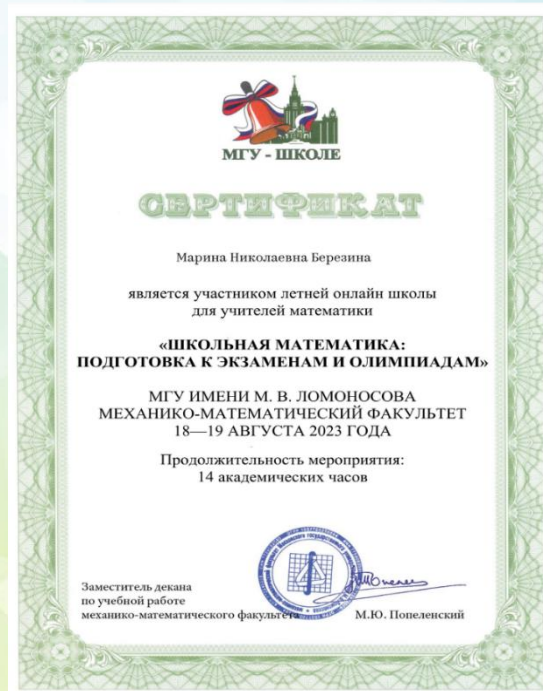 МГУ - ШКОЛЕ
СЕРТИФИКАТ
Марина Николаевна Березина
является участником летней онлайн школы
для учителей математики
«ШКОЛЬНАЯ МАТЕМАТИКА:
ПОДГОТОВКА К ЭКЗАМЕНАМ И ОЛИМПИАДАМ»
МГУ ИМЕНИ М. В. ЛОМОНОСОВА
МЕХАНИКО-МАТЕМАТИЧЕСКИЙ ФАКУЛЬТЕТ
18—19 АВГУСТА 2023 ГОДА
Продолжительность мероприятия:
14 академических часов
Заместитель декана
по учебной работе
механико-математического факультета
М.Ю. Попеленский